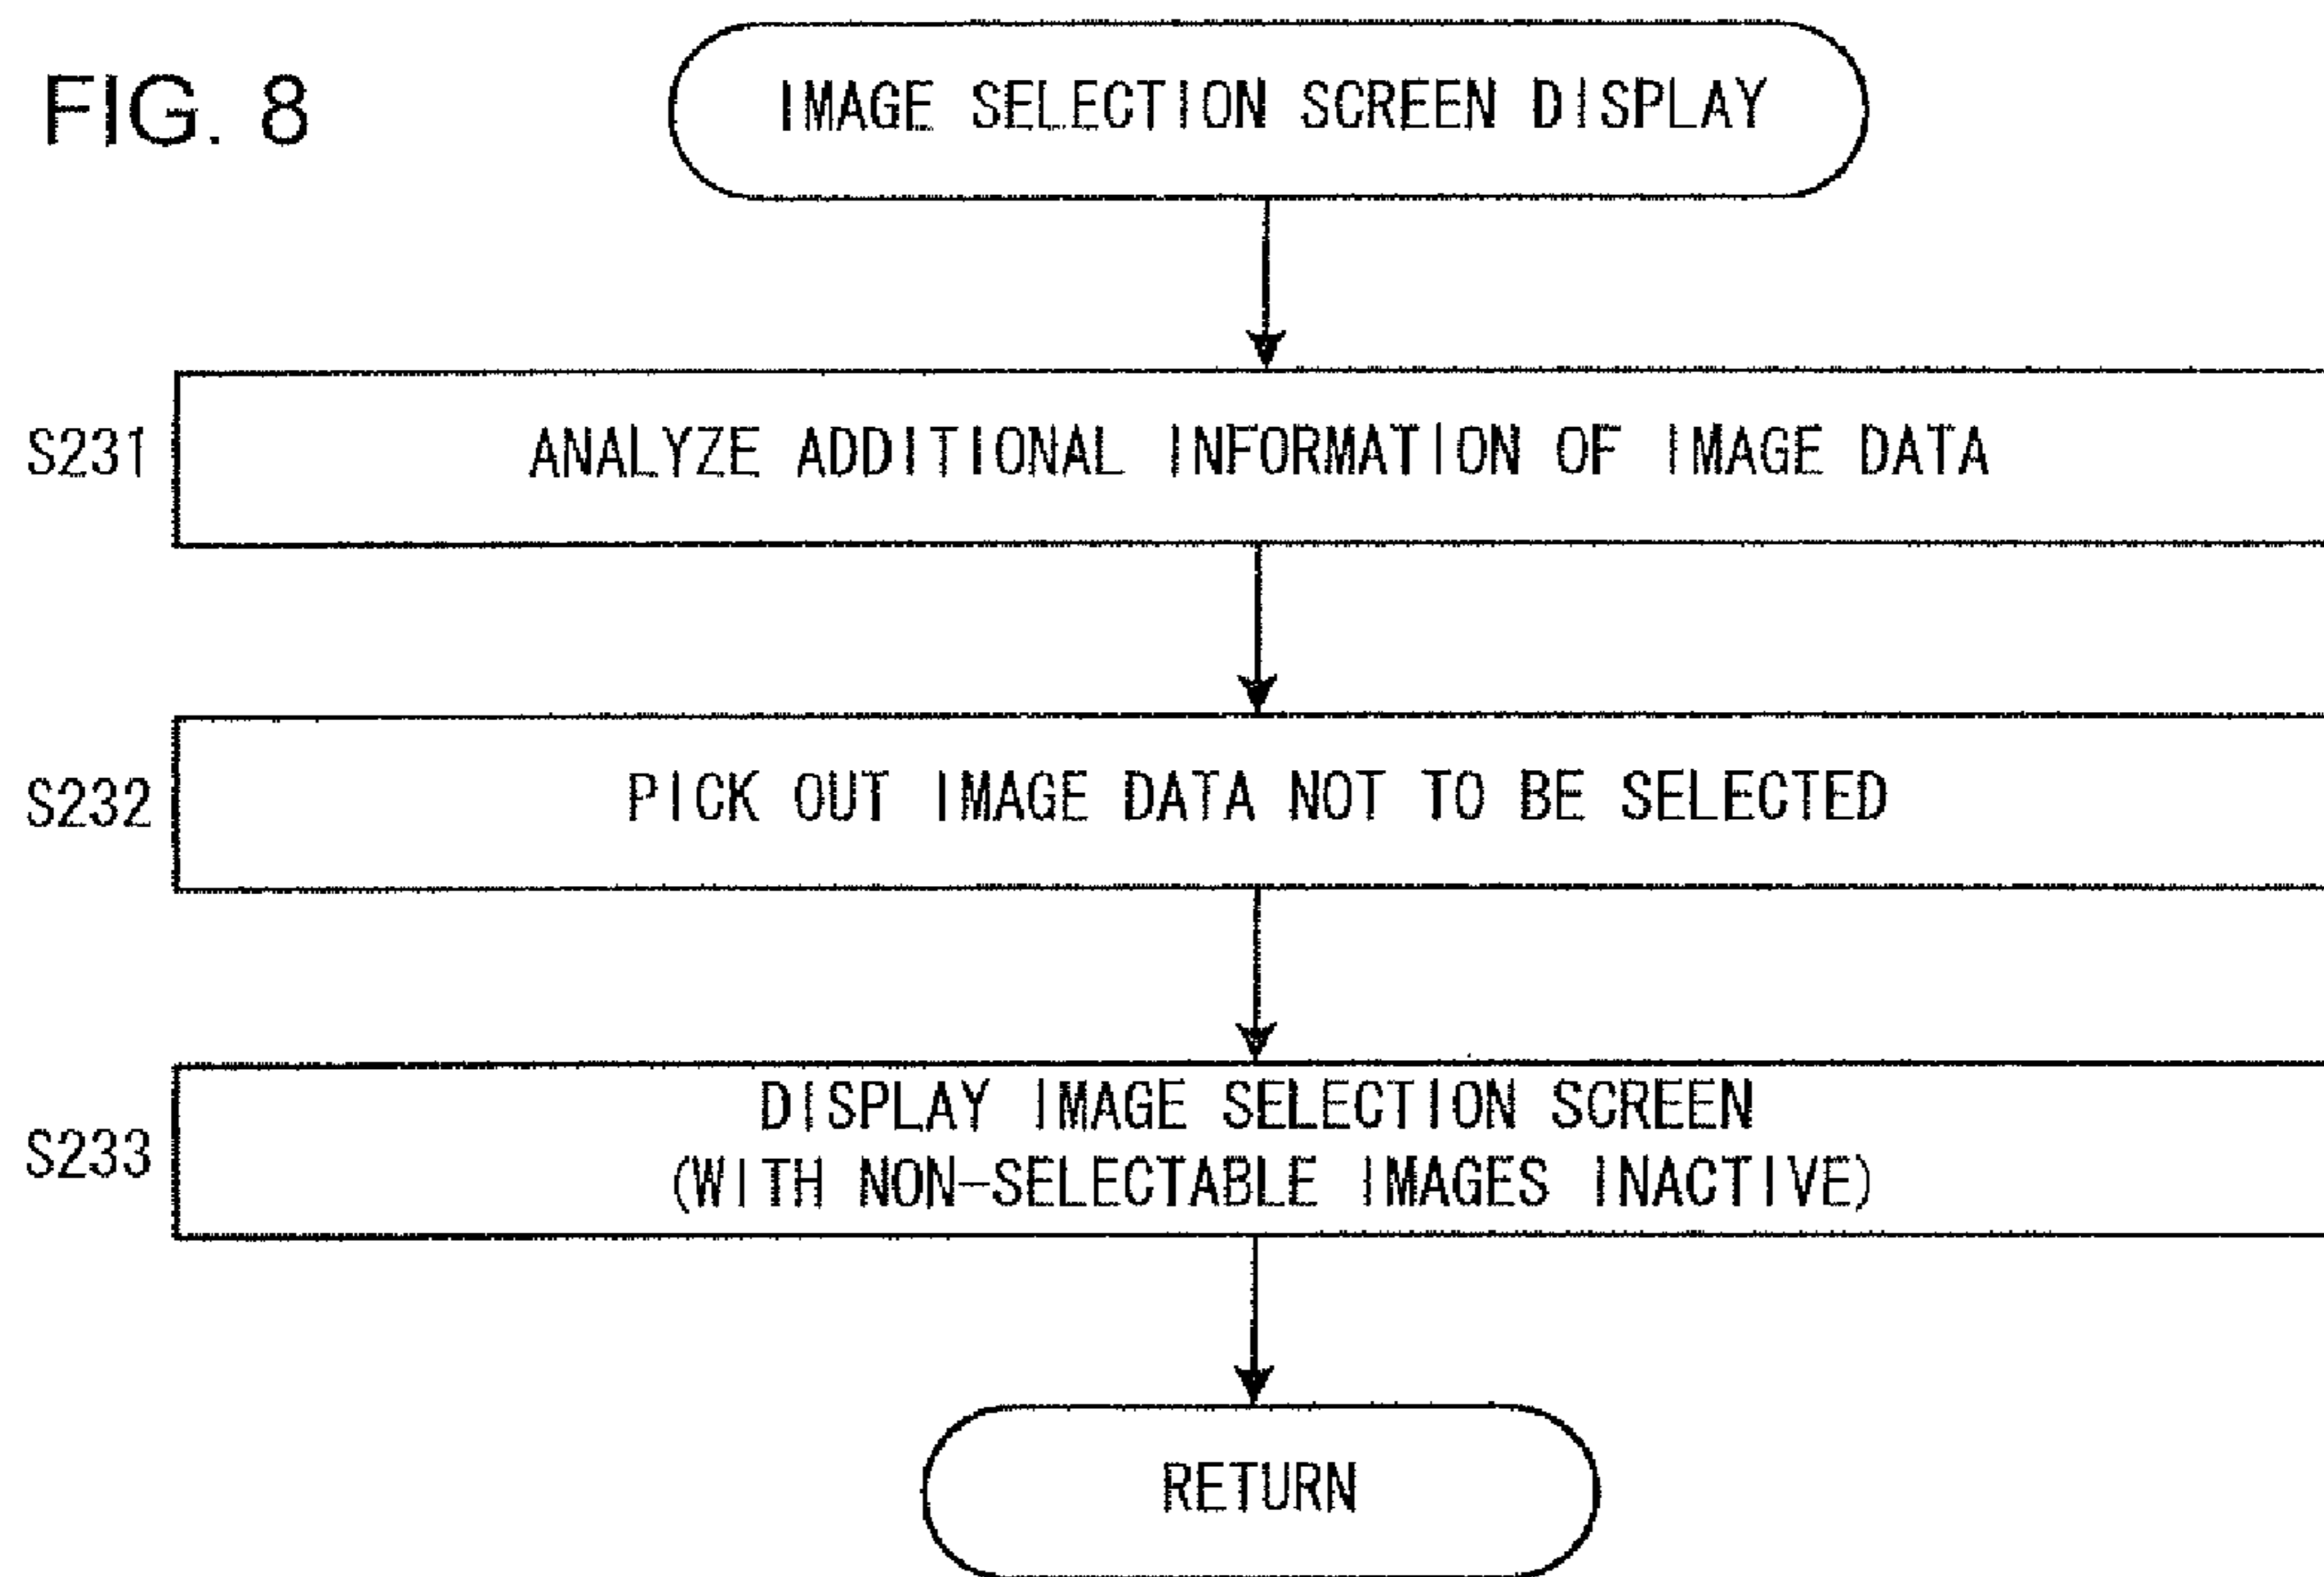 FIG. 8
IMAGE SELECTION SCREEN DISPLAY
S231
ANALYZE ADDITIONAL INFORMATION OF IMAGE DATA
S232
PICK OUT IMAGE DATA NOT TO BE SELECTED
S233
DISPLAY IMAGE SELECTION SCREEN
(WITH NON-SELECTABLE IMAGES INACTIVE)
RETURN